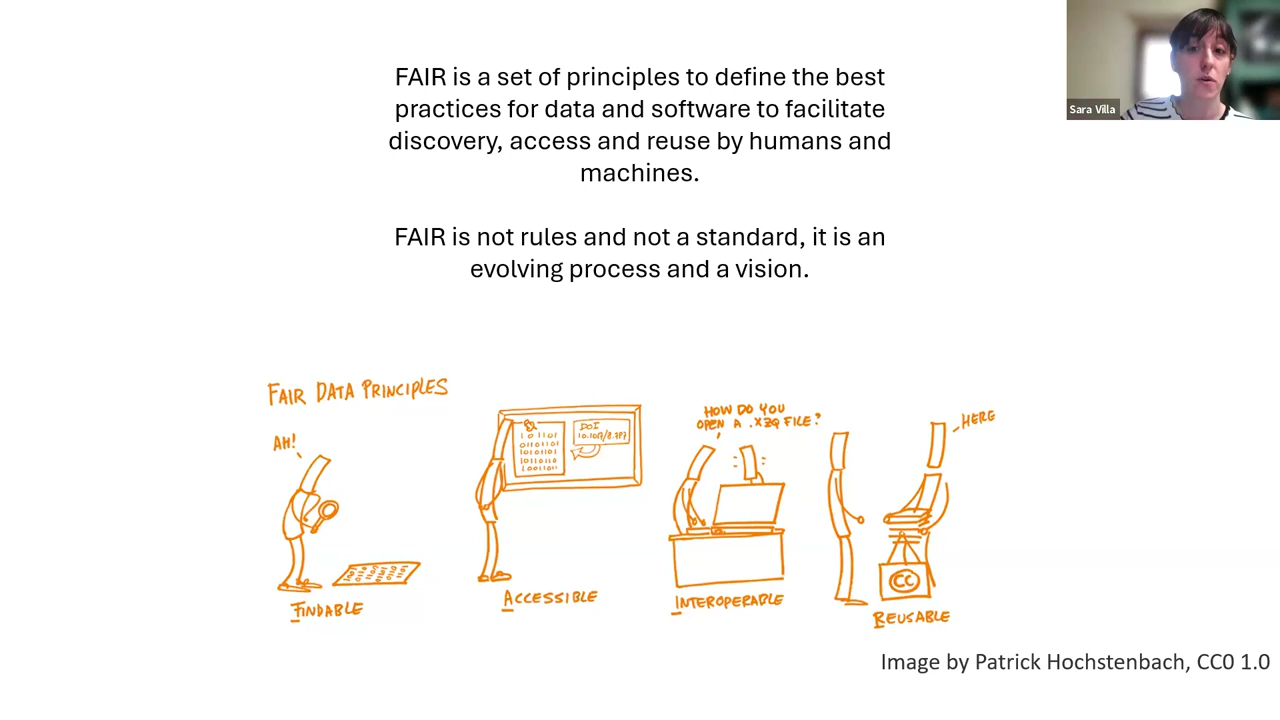 FAIR is a set of principles to define the best
practices for data and software to facilitate
discovery, access and reuse by humans and
machines.
FAIR is not rules and not a standard, it is an
evolving process and a vision.
Sara Villa
FAIR DATA PRINCIPLES
AH!
DOI
HOW DO YOU
OPEN A .XZQ FILE?
HERE
CC
FINDABLE
ACCESSIBLE
INTEROPERABLE
REUSABLE
Image by Patrick Hochstenbach, CC0 1.0